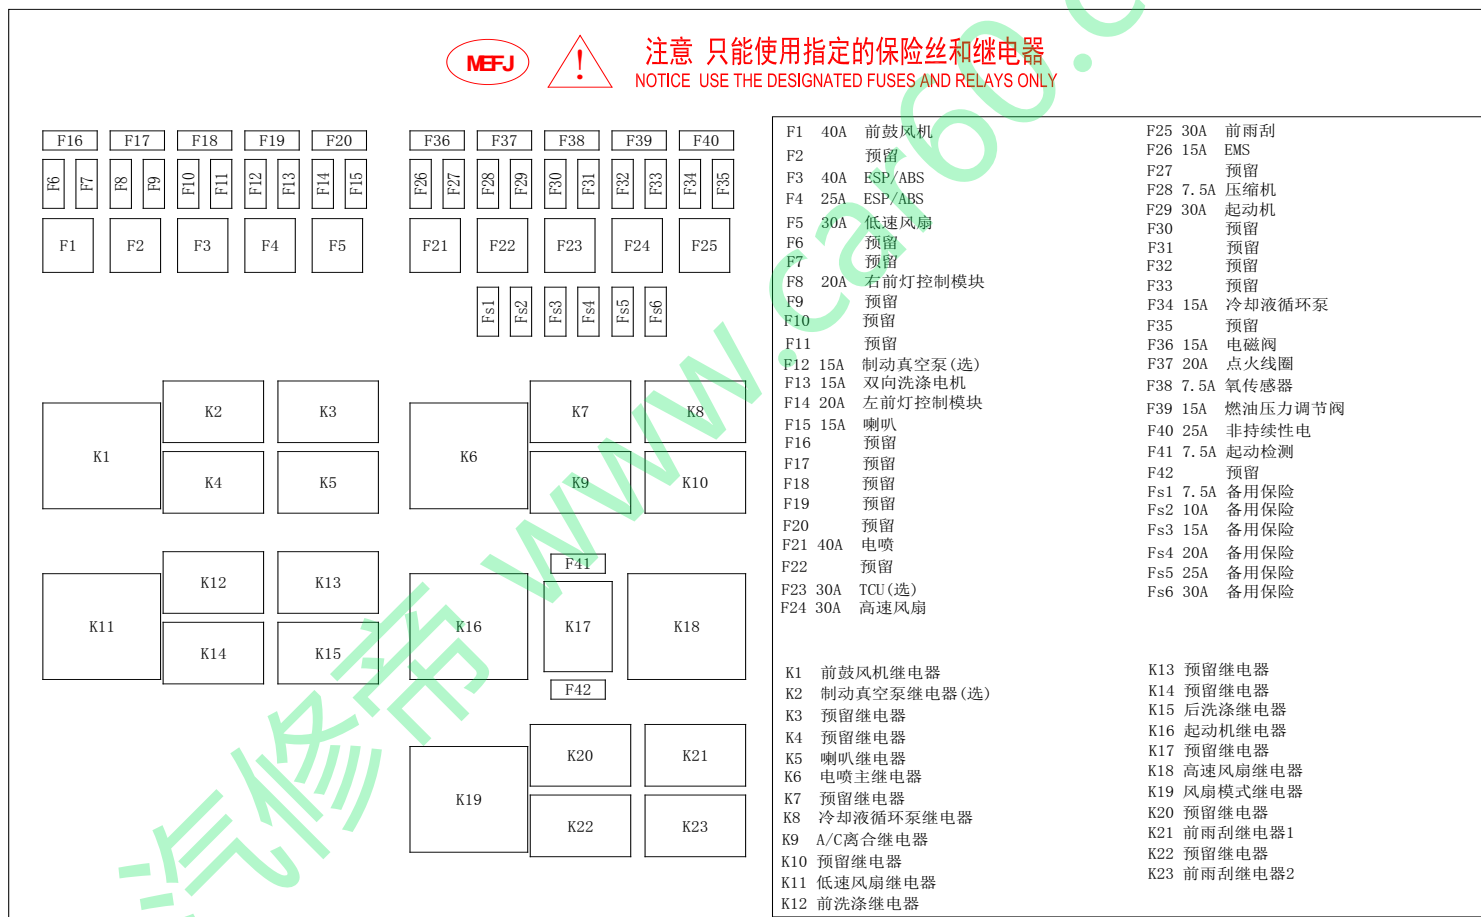 MEFJ
!
注意 只能使用指定的保险丝和继电器
NOTICE USE THE DESIGNATED FUSES AND RELAYS ONLY
F16 F17 F18 F19 F20 F36 F37 F38 F39 F40
F6 F7 F8 F9 F10 F11 F12 F13 F14 F15 F26 F27 F28 F29 F30 F31 F32 F33 F34 F35
F1 F2 F3 F4 F5 F21 F22 F23 F24 F25
Fs1 Fs2 Fs3 Fs4 Fs5 Fs6
K2 K3 K7 K8
K1 K6
K4 K5 K9 K10
F41
K12 K13
K11 K16 K17 K18
K14 K15
F42
K20 K21
K19
K22 K23
F1 40A 前鼓风机
F2 预留
F3 40A ESP/ABS
F4 25A ESP/ABS
F5 30A 低速风扇
F6 预留
F7 预留
F8 20A 右前灯控制模块
F9 预留
F10 预留
F11 预留
F12 15A 制动真空泵(选)
F13 15A 双向洗涤电机
F14 20A 左前灯控制模块
F15 15A 喇叭
F16 预留
F17 预留
F18 预留
F19 预留
F20 预留
F21 40A 电喷
F22 预留
F23 30A TCU(选)
F24 30A 高速风扇
F25 30A 前雨刮
F26 15A EMS
F27 预留
F28 7.5A 压缩机
F29 30A 起动机
F30 预留
F31 预留
F32 预留
F33 预留
F34 15A 冷却液循环泵
F35 预留
F36 15A 电磁阀
F37 20A 点火线圈
F38 7.5A 氧传感器
F39 15A 燃油压力调节阀
F40 25A 非持续性电
F41 7.5A 起动检测
F42 预留
Fs1 7.5A 备用保险
Fs2 10A 备用保险
Fs3 15A 备用保险
Fs4 20A 备用保险
Fs5 25A 备用保险
Fs6 30A 备用保险
K1 前鼓风机继电器
K2 制动真空泵继电器(选)
K3 预留继电器
K4 预留继电器
K5 喇叭继电器
K6 电喷主继电器
K7 预留继电器
K8 冷却液循环泵继电器
K9 A/C离合继电器
K10 预留继电器
K11 低速风扇继电器
K12 前洗涤继电器
K13 预留继电器
K14 预留继电器
K15 后洗涤继电器
K16 起动机继电器
K17 预留继电器
K18 高速风扇继电器
K19 风扇模式继电器
K20 预留继电器
K21 前雨刮继电器1
K22 预留继电器
K23 前雨刮继电器2
汽修帝 www.car60.c